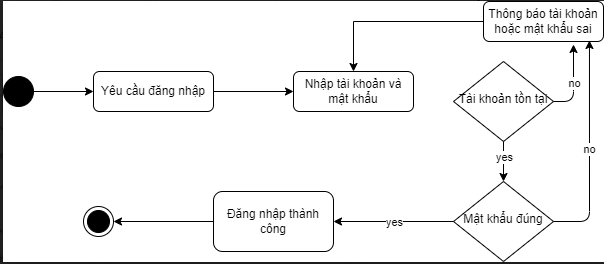 Thông báo tài khoản
hoặc mật khẩu sai
Yêu cầu đăng nhập
Nhập tài khoản và
mật khẩu
no
Tài khoản tồn tại
yes
no
Mật khẩu đúng
yes
Đăng nhập thành
công